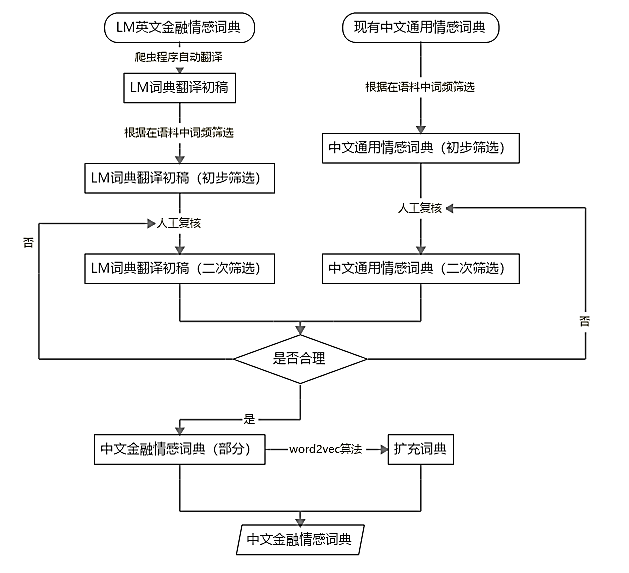 LM英文金融情感词典
现有中文通用情感词典
爬虫程序自动翻译
LM词典翻译初稿
根据在语料中词频筛选
根据在语料中词频筛选
中文通用情感词典（初步筛选）
LM词典翻译初稿（初步筛选）
人工复核
人工复核
否
LM词典翻译初稿（二次筛选）
中文通用情感词典（二次筛选）
否
是否合理
是
中文金融情感词典（部分）
word2vec算法
扩充词典
中文金融情感词典